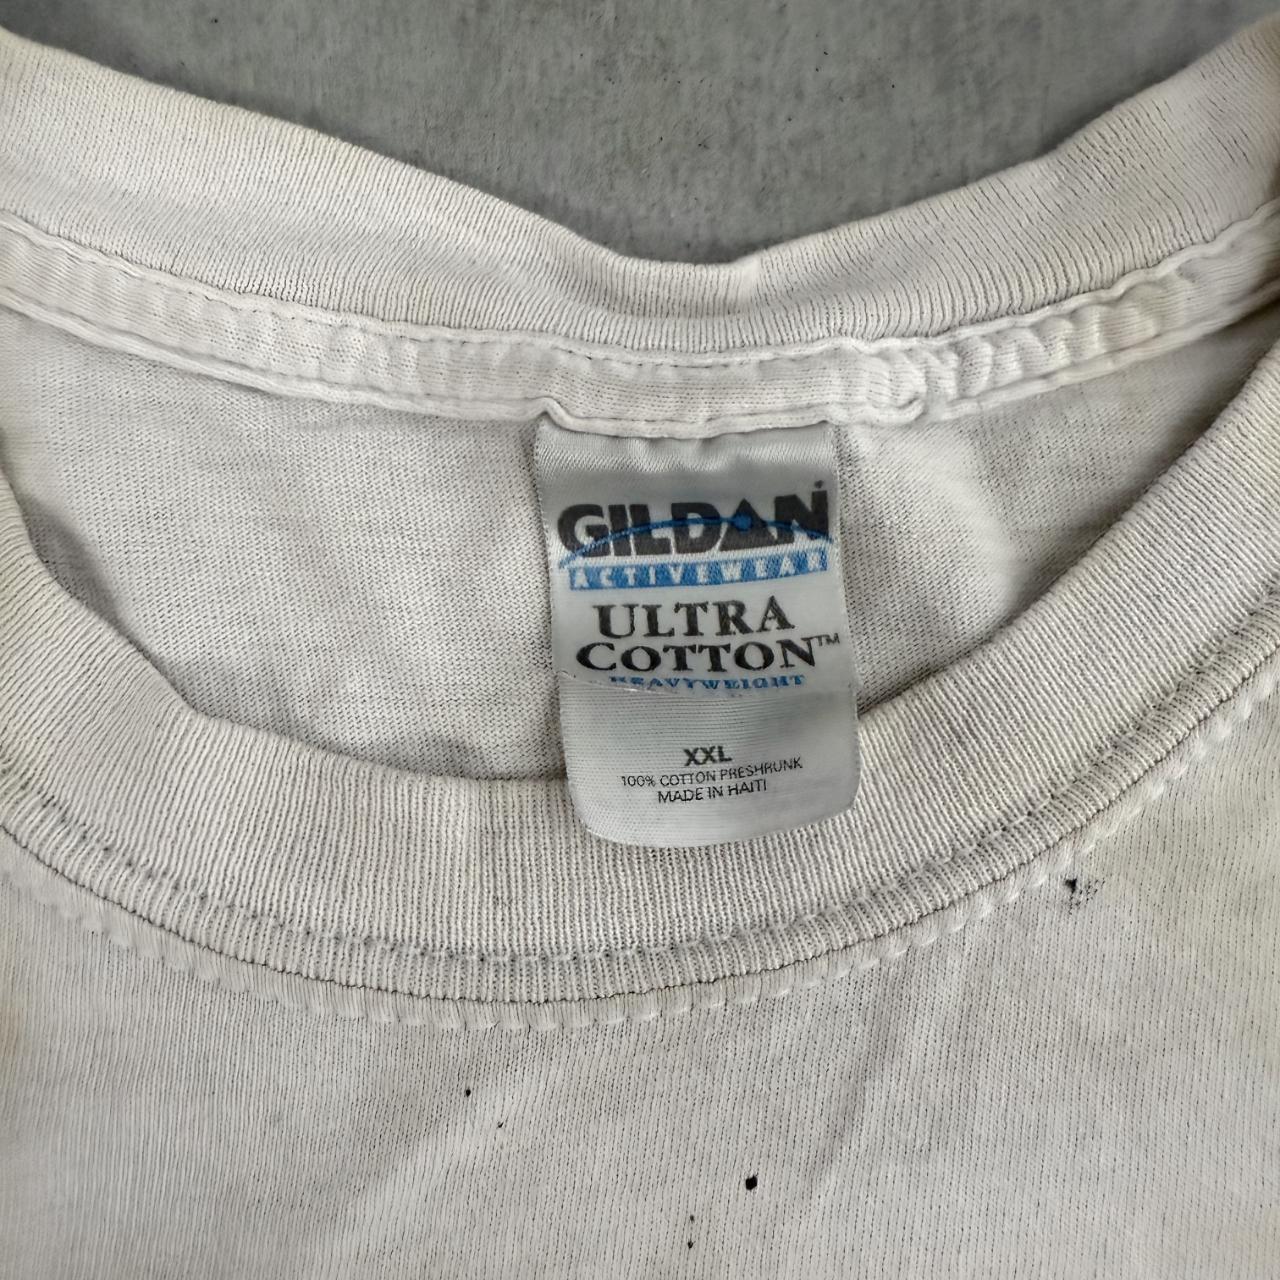 GILDAN
ACTIVEWEAR
ULTRA
COTTON™
HEAVYWEIGHT
XXL
100% COTTON PRESHRUNK
MADE IN HAITI